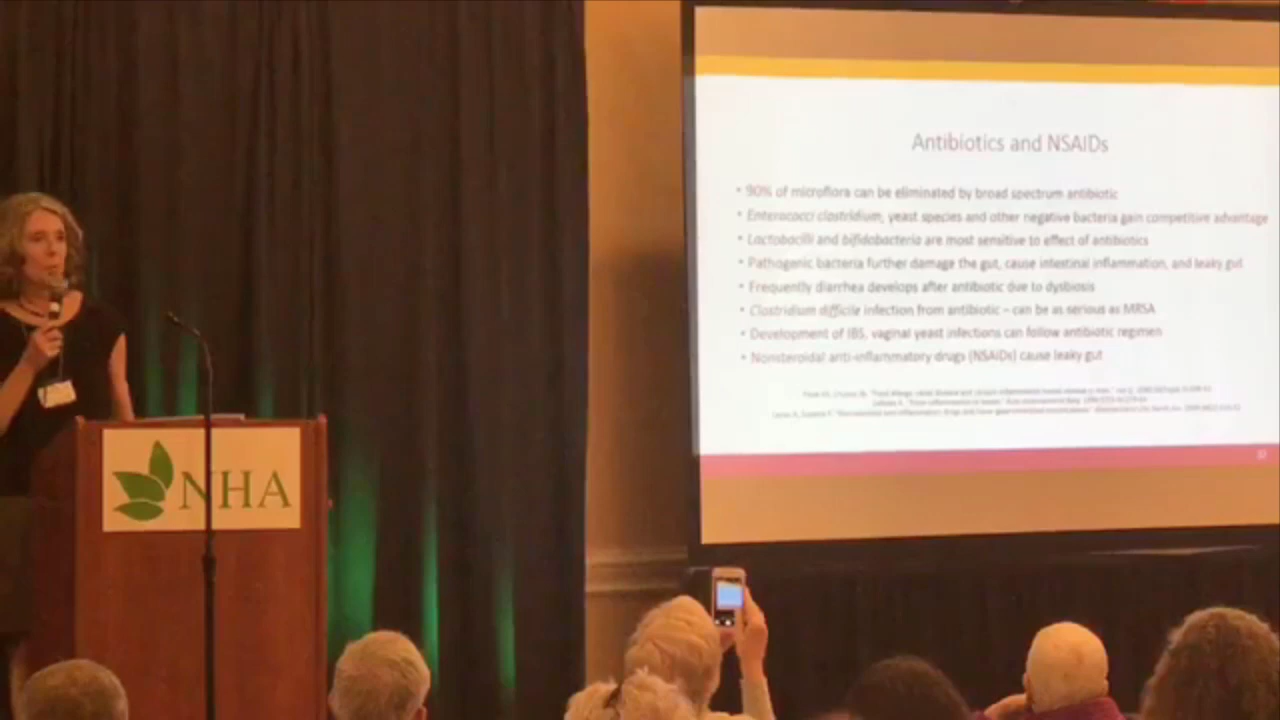 NHA
Antibiotics and NSAIDs
• 90% of microflora can be eliminated by broad spectrum antibiotic
• Enterococci clostridium, yeast species and other negative bacteria gain competitive advantage
• Lactobacilli and bifidobacteria are most sensitive to effect of antibiotics
• Pathogenic bacteria further damage the gut, cause intestinal inflammation, and leaky gut
• Frequently diarrhea develops after antibiotic due to dysbiosis
• Clostridium difficile infection from antibiotic – can be as serious as MRSA
• Development of IBS, vaginal yeast infections can follow antibiotic regimen
• Nonsteroidal anti-inflammatory drugs (NSAIDs) cause leaky gut